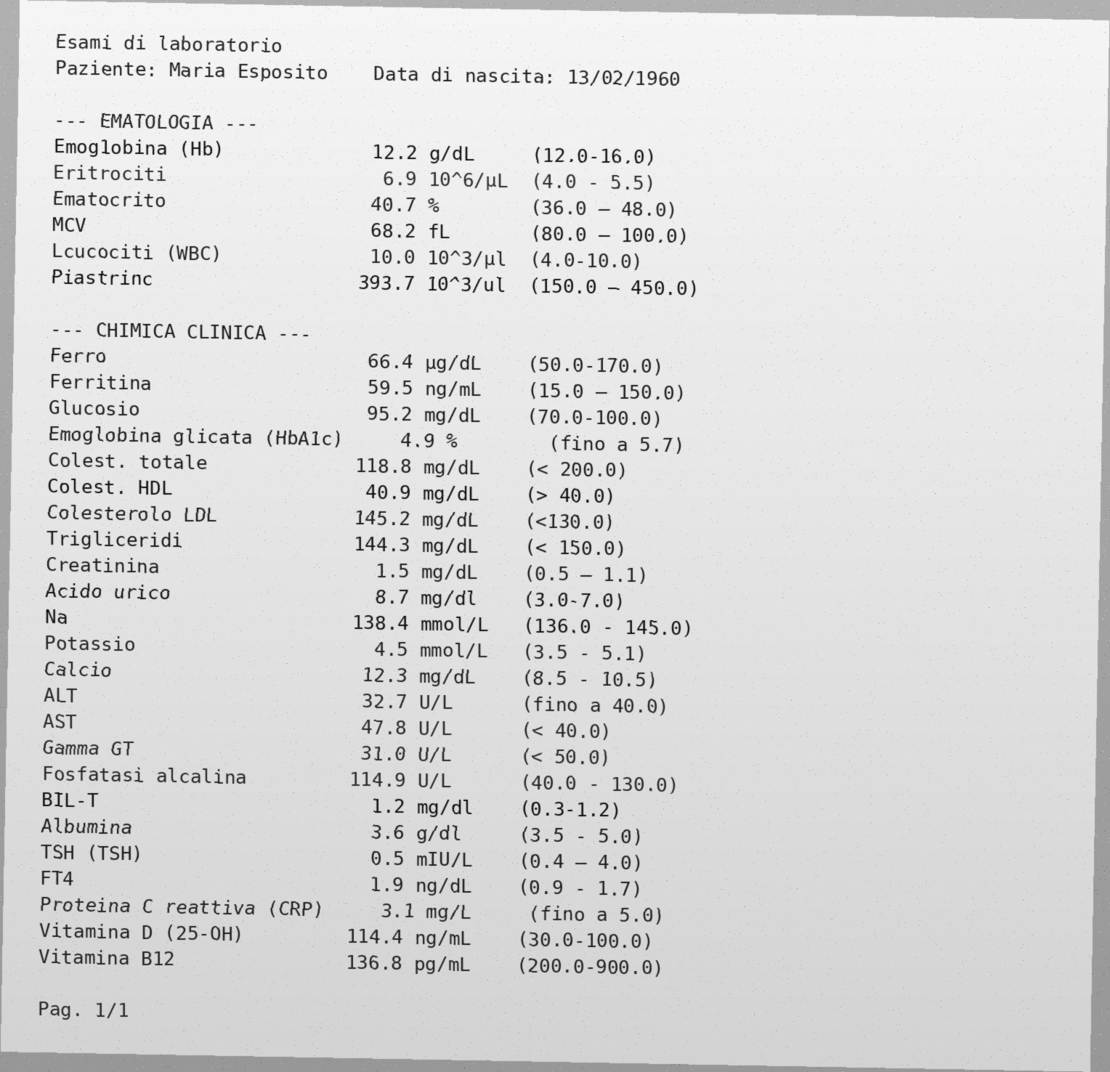 Esami di laboratorio
Paziente: Maria Esposito    Data di nascita: 13/02/1960

--- EMATOLOGIA ---
Emoglobina (Hb)    12.2 g/dL    (12.0-16.0)
Eritrociti    6.9 10^6/µL    (4.0 - 5.5)
Ematocrito    40.7 %    (36.0 – 48.0)
MCV    68.2 fL    (80.0 – 100.0)
Lcucociti (WBC)    10.0 10^3/µl    (4.0-10.0)
Piastrinc    393.7 10^3/ul    (150.0 – 450.0)

--- CHIMICA CLINICA ---
Ferro    66.4 µg/dL    (50.0-170.0)
Ferritina    59.5 ng/mL    (15.0 – 150.0)
Glucosio    95.2 mg/dL    (70.0-100.0)
Emoglobina glicata (HbA1c)    4.9 %    (fino a 5.7)
Colest. totale    118.8 mg/dL    (< 200.0)
Colest. HDL    40.9 mg/dL    (> 40.0)
Colesterolo LDL    145.2 mg/dL    (<130.0)
Trigliceridi    144.3 mg/dL    (< 150.0)
Creatinina    1.5 mg/dL    (0.5 – 1.1)
Acido urico    8.7 mg/dl    (3.0-7.0)
Na    138.4 mmol/L    (136.0 - 145.0)
Potassio    4.5 mmol/L    (3.5 - 5.1)
Calcio    12.3 mg/dL    (8.5 - 10.5)
ALT    32.7 U/L    (fino a 40.0)
AST    47.8 U/L    (< 40.0)
Gamma GT    31.0 U/L    (< 50.0)
Fosfatasi alcalina    114.9 U/L    (40.0 - 130.0)
BIL-T    1.2 mg/dl    (0.3-1.2)
Albumina    3.6 g/dl    (3.5 - 5.0)
TSH (TSH)    0.5 mIU/L    (0.4 – 4.0)
FT4    1.9 ng/dL    (0.9 - 1.7)
Proteina C reattiva (CRP)    3.1 mg/L    (fino a 5.0)
Vitamina D (25-OH)    114.4 ng/mL    (30.0-100.0)
Vitamina B12    136.8 pg/mL    (200.0-900.0)

Pag. 1/1